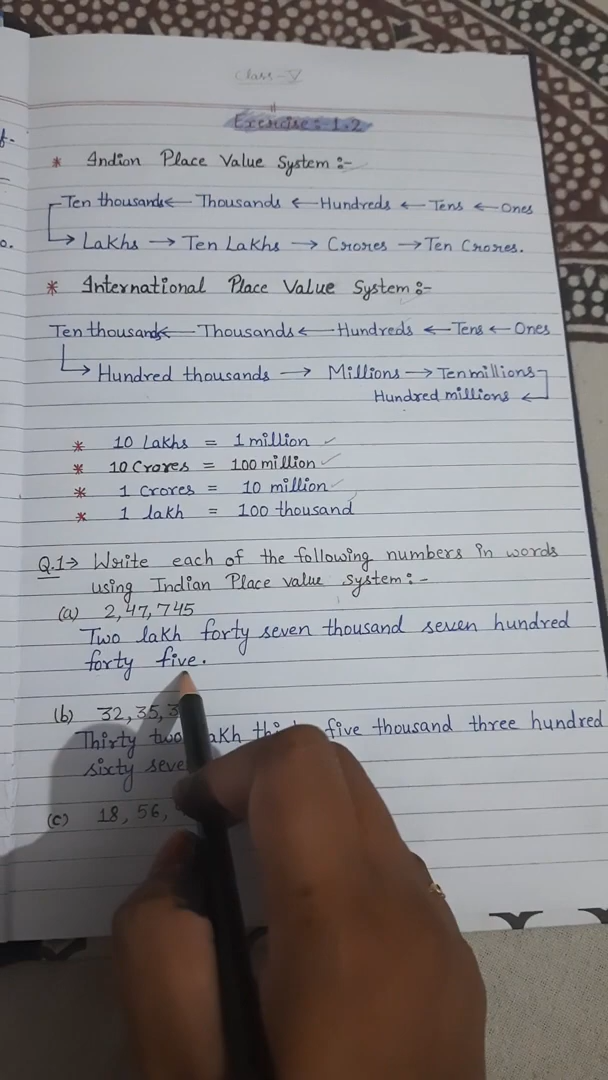 Class-V
Exercise: 1.2
* Indian Place Value System:-
Ten thousands ← Thousands ← Hundreds ← Tens ← Ones
→ Lakhs → Ten Lakhs → Crores → Ten Crores.
* International Place Value System:-
Ten thousands ← Thousands ← Hundreds ← Tens ← Ones
→ Hundred thousands → Millions → Ten millions
Hundred millions ←
* 10 Lakhs = 1 million
* 10 Crores = 100 million
* 1 Crores = 10 million
* 1 lakh = 100 thousand
Q.1→ Write each of the following numbers in words
using Indian Place value system:-
(a) 2,47,745
Two lakh forty seven thousand seven hundred
forty five.
(b) 32,35,3
Thirty two lakh five thousand three hundred
sixty
(c) 18, 56,